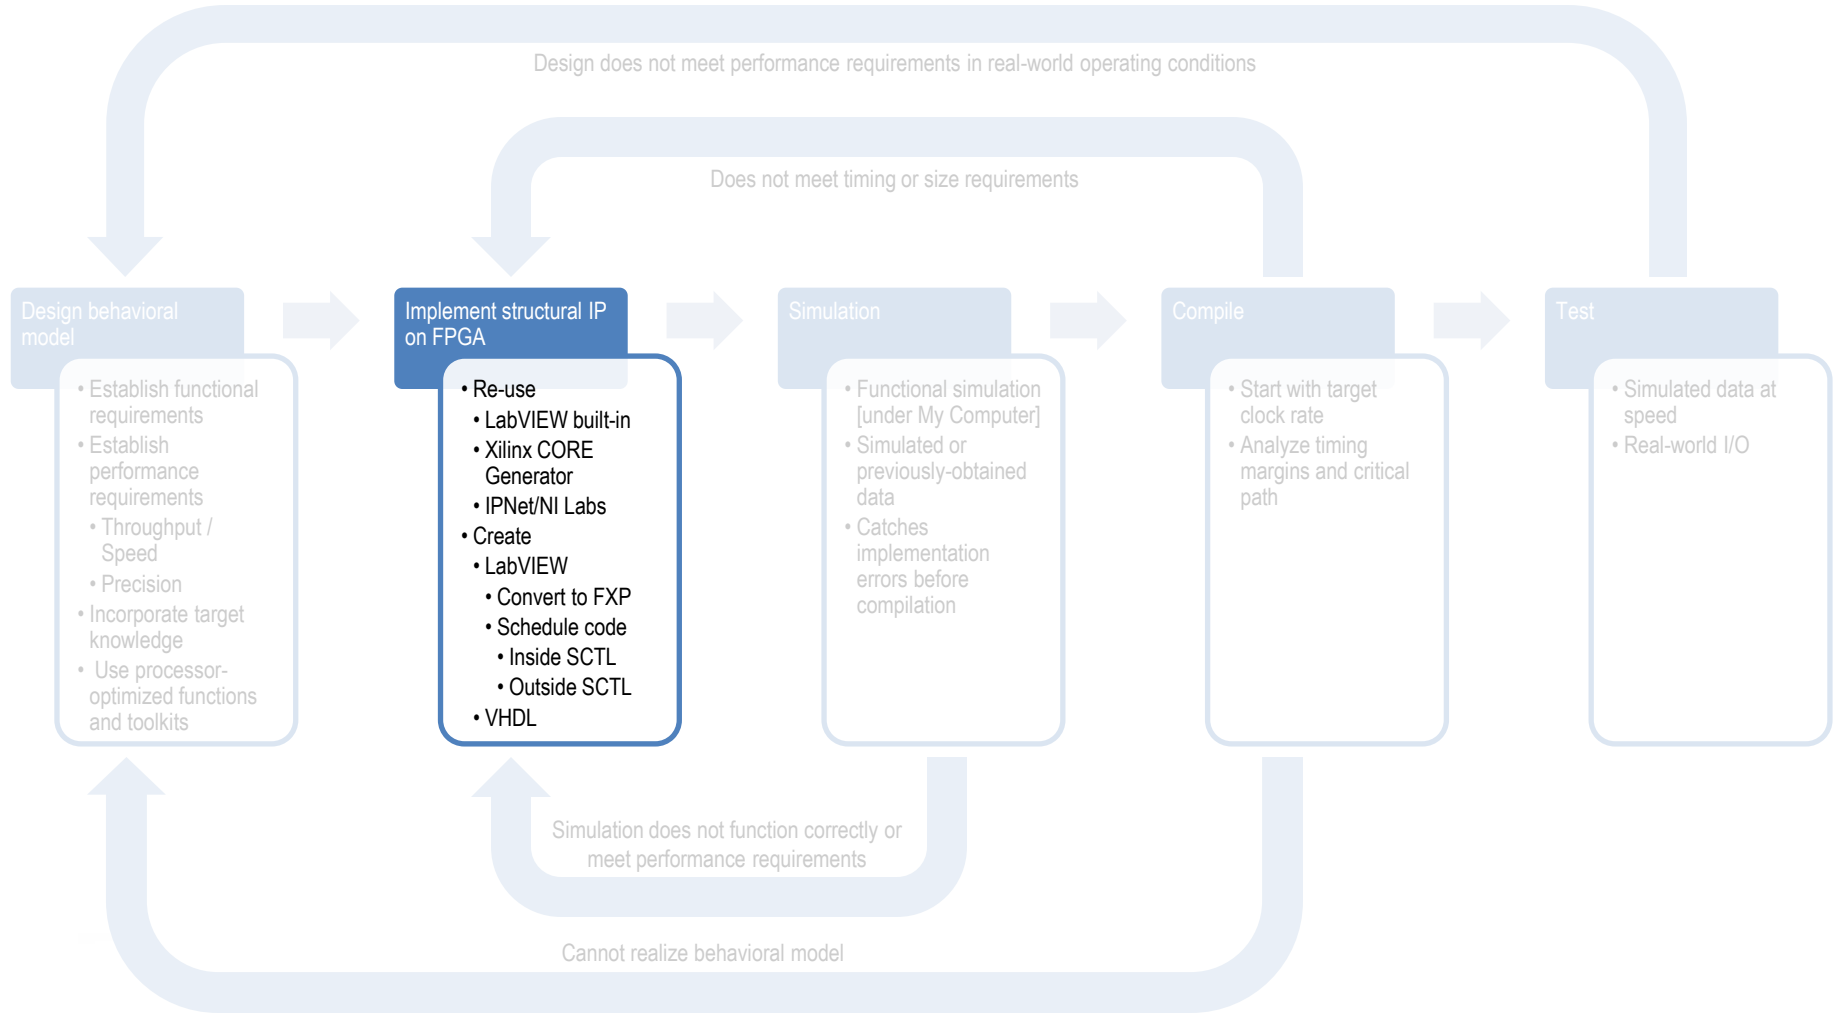 Design does not meet performance requirements in real-world operating conditions
Does not meet timing or size requirements
Design behavioral
model
• Establish functional
requirements
• Establish
performance
requirements
• Throughput /
Speed
• Precision
• Incorporate target
knowledge
• Use processor-
optimized functions
and toolkits
Implement structural IP
on FPGA
• Re-use
• LabVIEW built-in
• Xilinx CORE
Generator
• IPNet/NI Labs
• Create
• LabVIEW
• Convert to FXP
• Schedule code
• Inside SCTL
• Outside SCTL
• VHDL
Simulation
• Functional simulation
[under My Computer]
• Simulated or
previously-obtained
data
• Catches
implementation
errors before
compilation
Compile
• Start with target
clock rate
• Analyze timing
margins and critical
path
Test
• Simulated data at
speed
• Real-world I/O
Simulation does not function correctly or
meet performance requirements
Cannot realize behavioral model